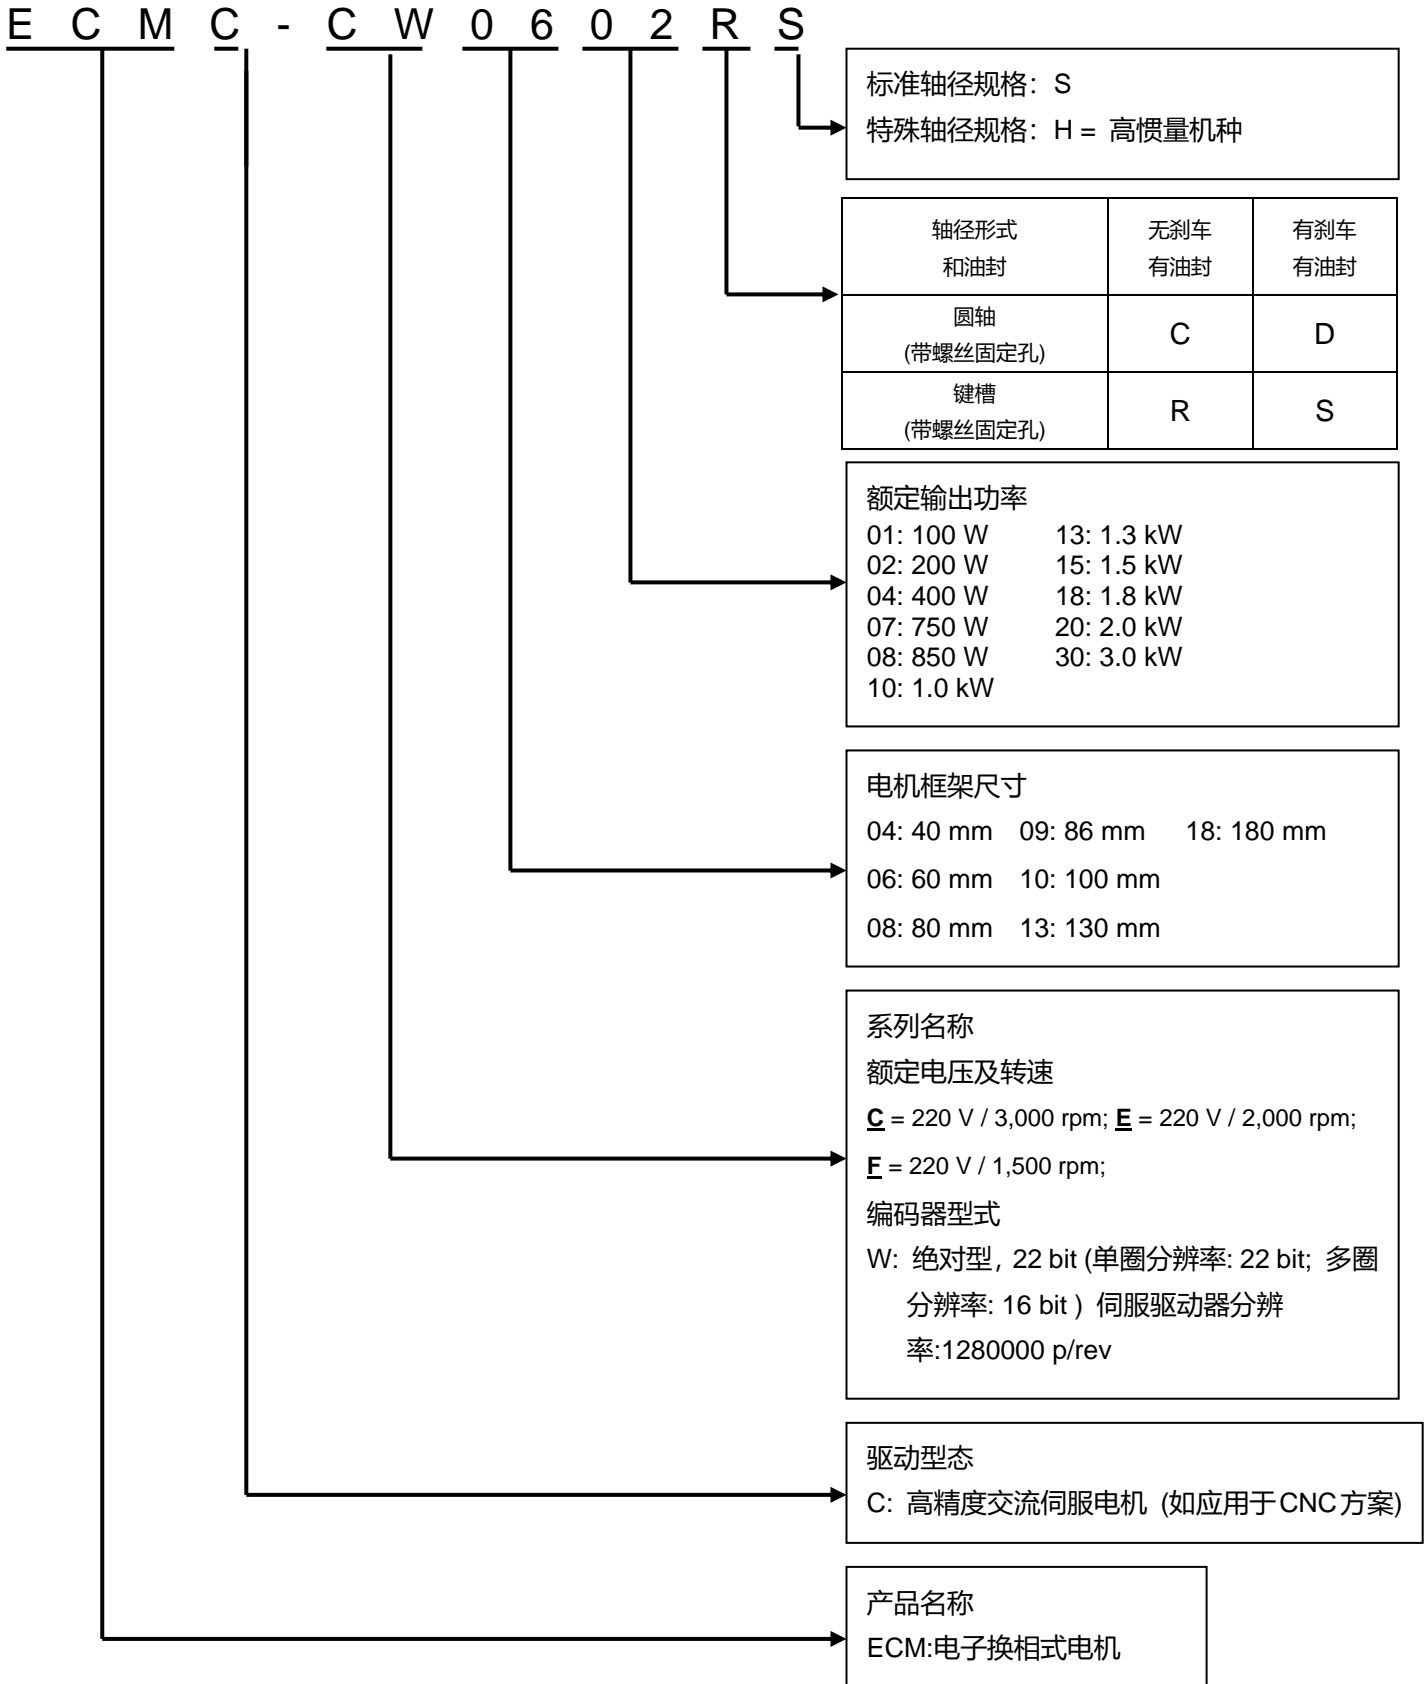 E C M C - C W 0 6 0 2 R S
标准轴径规格：S
特殊轴径规格：H = 高惯量机种
轴径形式 无刹车 有刹车
和油封 有油封 有油封
圆轴
(带螺丝固定孔) C D
键槽
(带螺丝固定孔) R S
额定输出功率
01: 100 W 13: 1.3 kW
02: 200 W 15: 1.5 kW
04: 400 W 18: 1.8 kW
07: 750 W 20: 2.0 kW
08: 850 W 30: 3.0 kW
10: 1.0 kW
电机框架尺寸
04: 40 mm 09: 86 mm 18: 180 mm
06: 60 mm 10: 100 mm
08: 80 mm 13: 130 mm
系列名称
额定电压及转速
C = 220 V / 3,000 rpm; E = 220 V / 2,000 rpm;
F = 220 V / 1,500 rpm;
编码器型式
W: 绝对型, 22 bit (单圈分辨率: 22 bit; 多圈
分辨率: 16 bit ) 伺服驱动器分辨
率:1280000 p/rev
驱动型态
C: 高精度交流伺服电机 (如应用于CNC方案)
产品名称
ECM:电子换相式电机